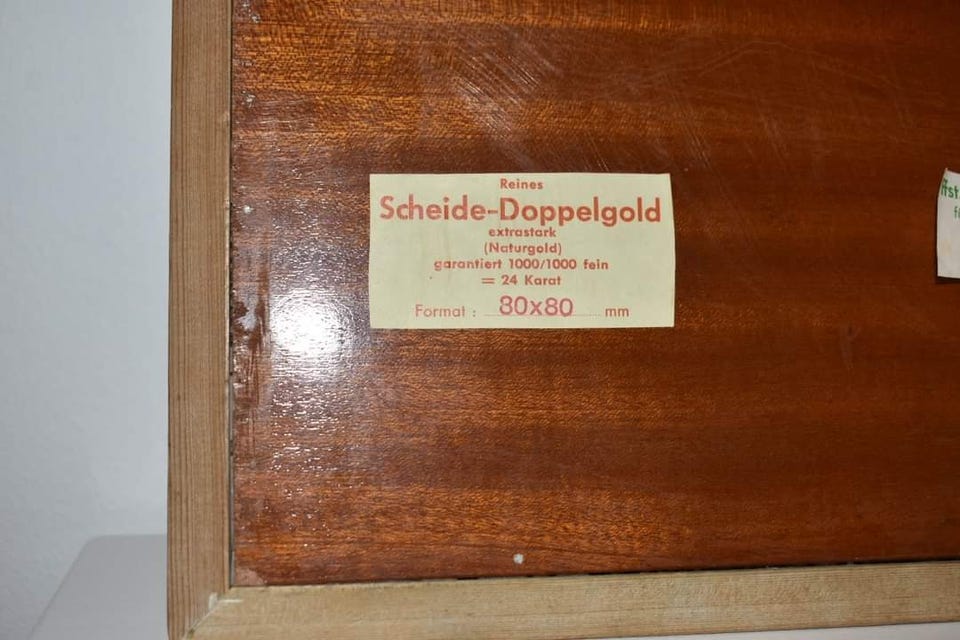 Reines
Scheide-Doppelgold
extrastark
(Naturgold)
garantiert 1000/1000 fein
= 24 Karat
Format : 80x80 mm